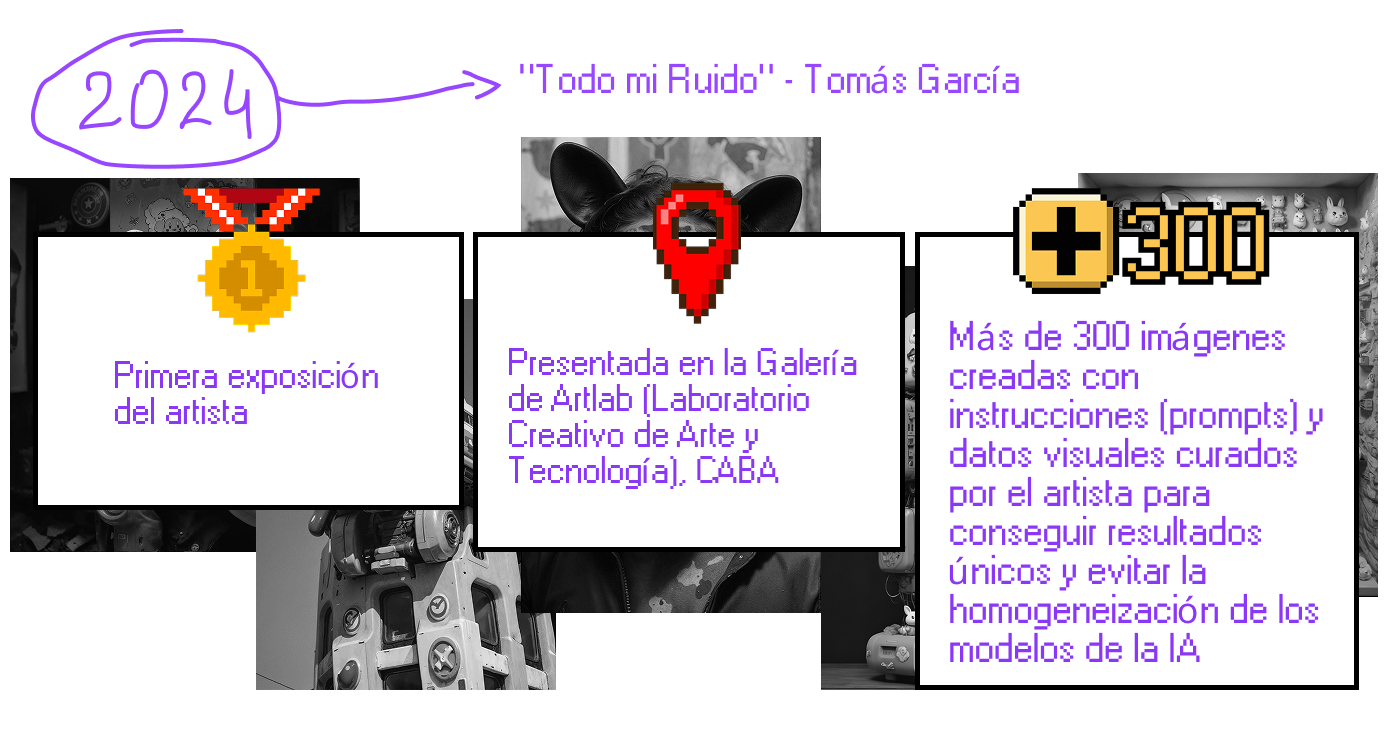 2024
"Todo mi Ruido" - Tomás García
1
Primera exposición
del artista
Presentada en la Galería
de Artlab (Laboratorio
Creativo de Arte y
Tecnología), CABA
+300
Más de 300 imágenes
creadas con
instrucciones (prompts) y
datos visuales curados
por el artista para
conseguir resultados
únicos y evitar la
homogeneización de los
modelos de la IA